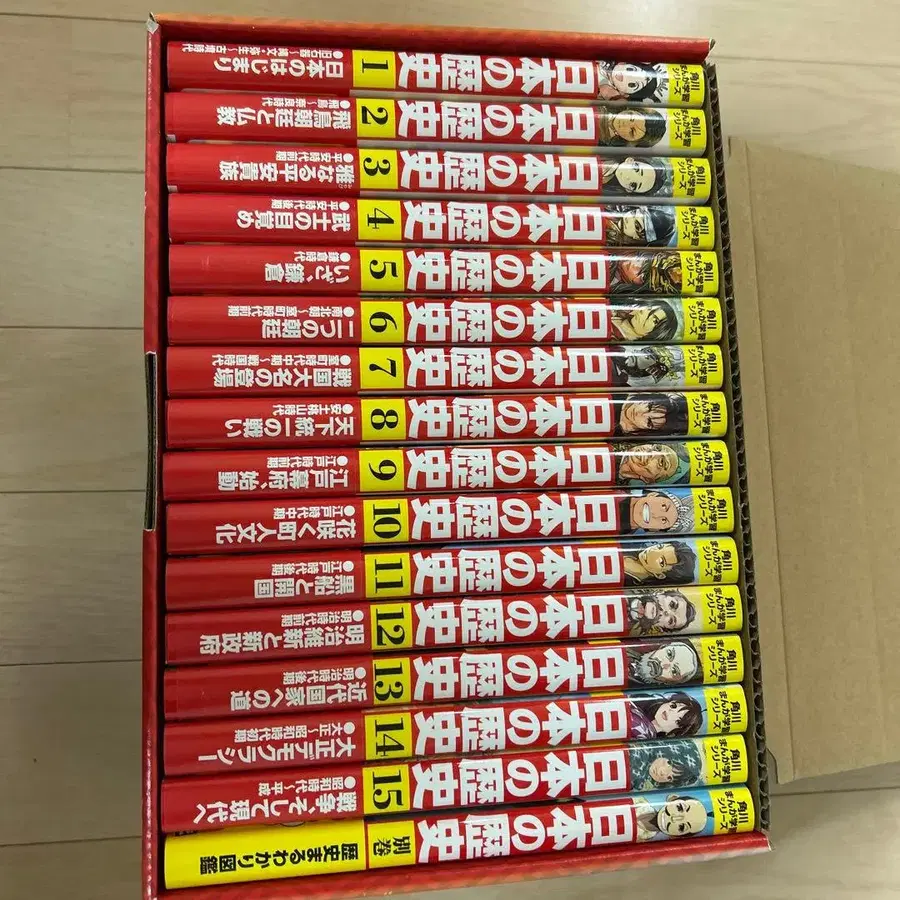 角川まんが学習シリーズ
日本の歴史
1
日本のはじまり
●旧石器~縄文・弥生~古墳時代
角川まんが学習シリーズ
日本の歴史
2
飛鳥朝廷と仏教
●飛鳥~奈良時代
角川まんが学習シリーズ
日本の歴史
3
雅なる平安貴族
●平安時代前期
角川まんが学習シリーズ
日本の歴史
4
武士の目覚め
●平安時代後期
角川まんが学習シリーズ
日本の歴史
5
いざ、鎌倉
●鎌倉時代
角川まんが学習シリーズ
日本の歴史
6
二つの朝廷
●南北朝~室町時代前期
角川まんが学習シリーズ
日本の歴史
7
戦国大名の登場
●室町時代中期~戦国時代
角川まんが学習シリーズ
日本の歴史
8
天下統一の戦い
●安土桃山時代
角川まんが学習シリーズ
日本の歴史
9
江戸幕府、始動
●江戸時代前期
角川まんが学習シリーズ
日本の歴史
10
花咲く町人文化
●江戸時代中期
角川まんが学習シリーズ
日本の歴史
11
黒船と開国
●江戸時代後期
角川まんが学習シリーズ
日本の歴史
12
明治維新と新政府
●明治時代前期
角川まんが学習シリーズ
日本の歴史
13
近代国家への道
●明治時代後期
角川まんが学習シリーズ
日本の歴史
14
大正デモクラシー
●大正~昭和時代初期
角川まんが学習シリーズ
日本の歴史
15
戦争、そして現代へ
●昭和時代~平成
角川まんが学習シリーズ
日本の歴史
別巻
歴史まるわかり図鑑